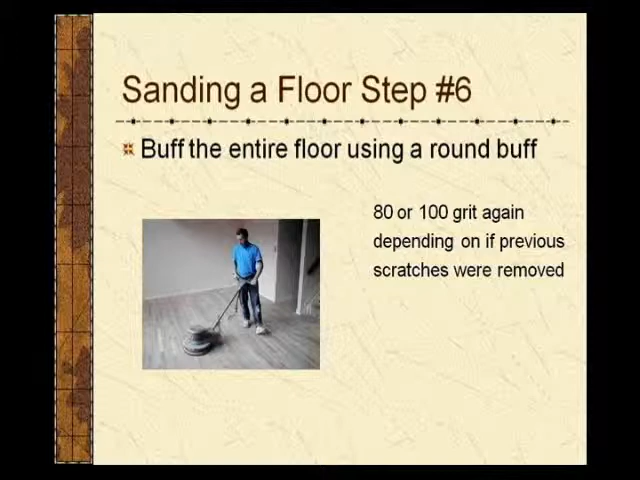 Sanding a Floor Step #6
Buff the entire floor using a round buff
80 or 100 grit again
depending on if previous
scratches were removed